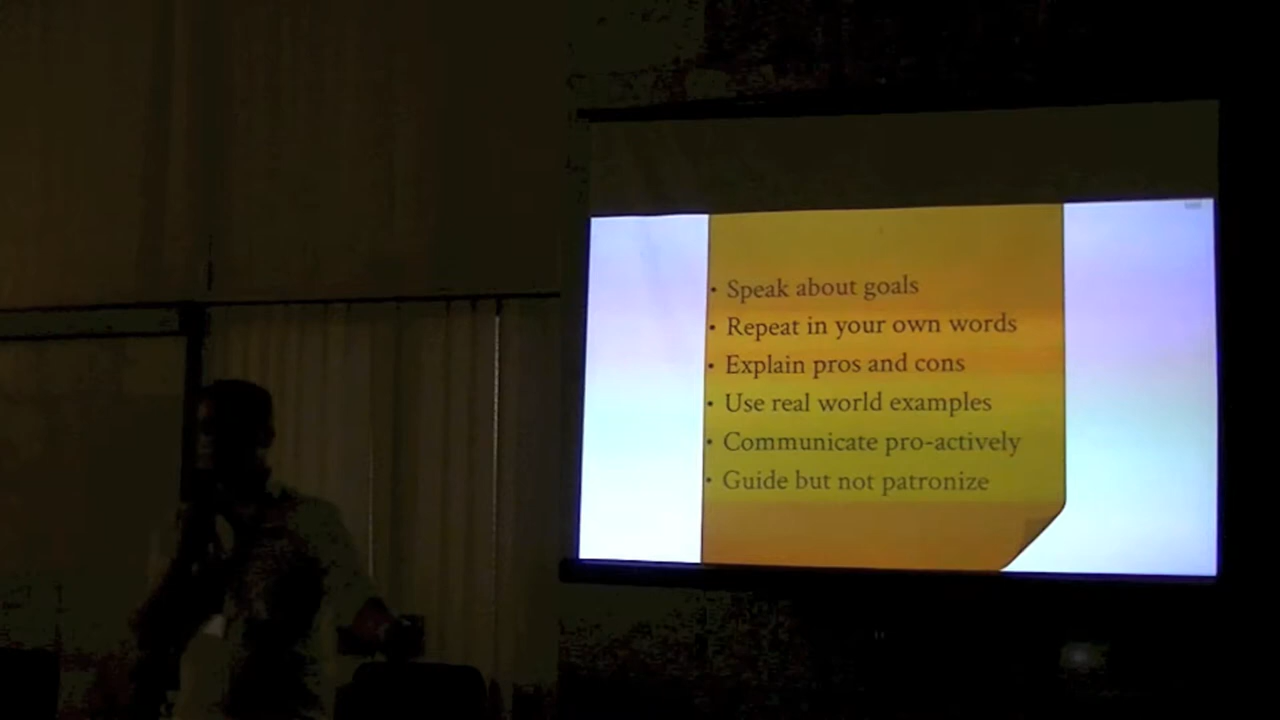 • Speak about goals
• Repeat in your own words
• Explain pros and cons
• Use real world examples
• Communicate pro-actively
• Guide but not patronize